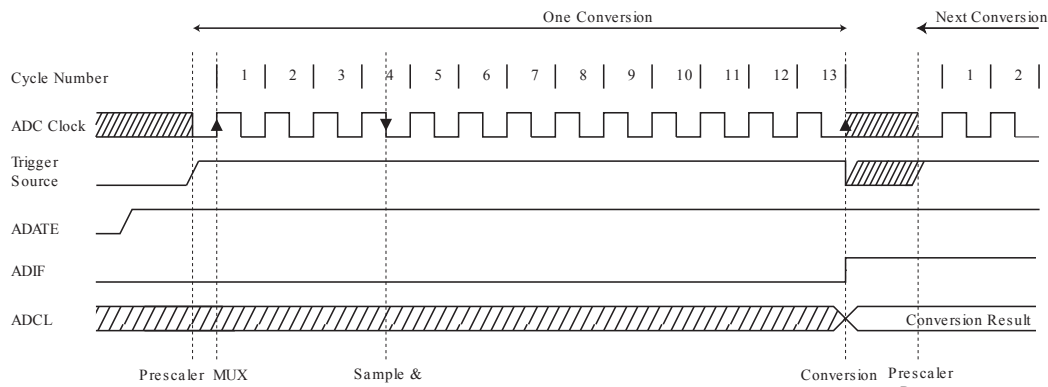 One Conversion
Next Conversion
Cycle Number
1 2 3 4 5 6 7 8 9 10 11 12 13 1 2
ADC Clock
Trigger
Source
ADATE
ADIF
ADCL
Conversion Result
Prescaler MUX
Sample &
Conversion
Prescaler